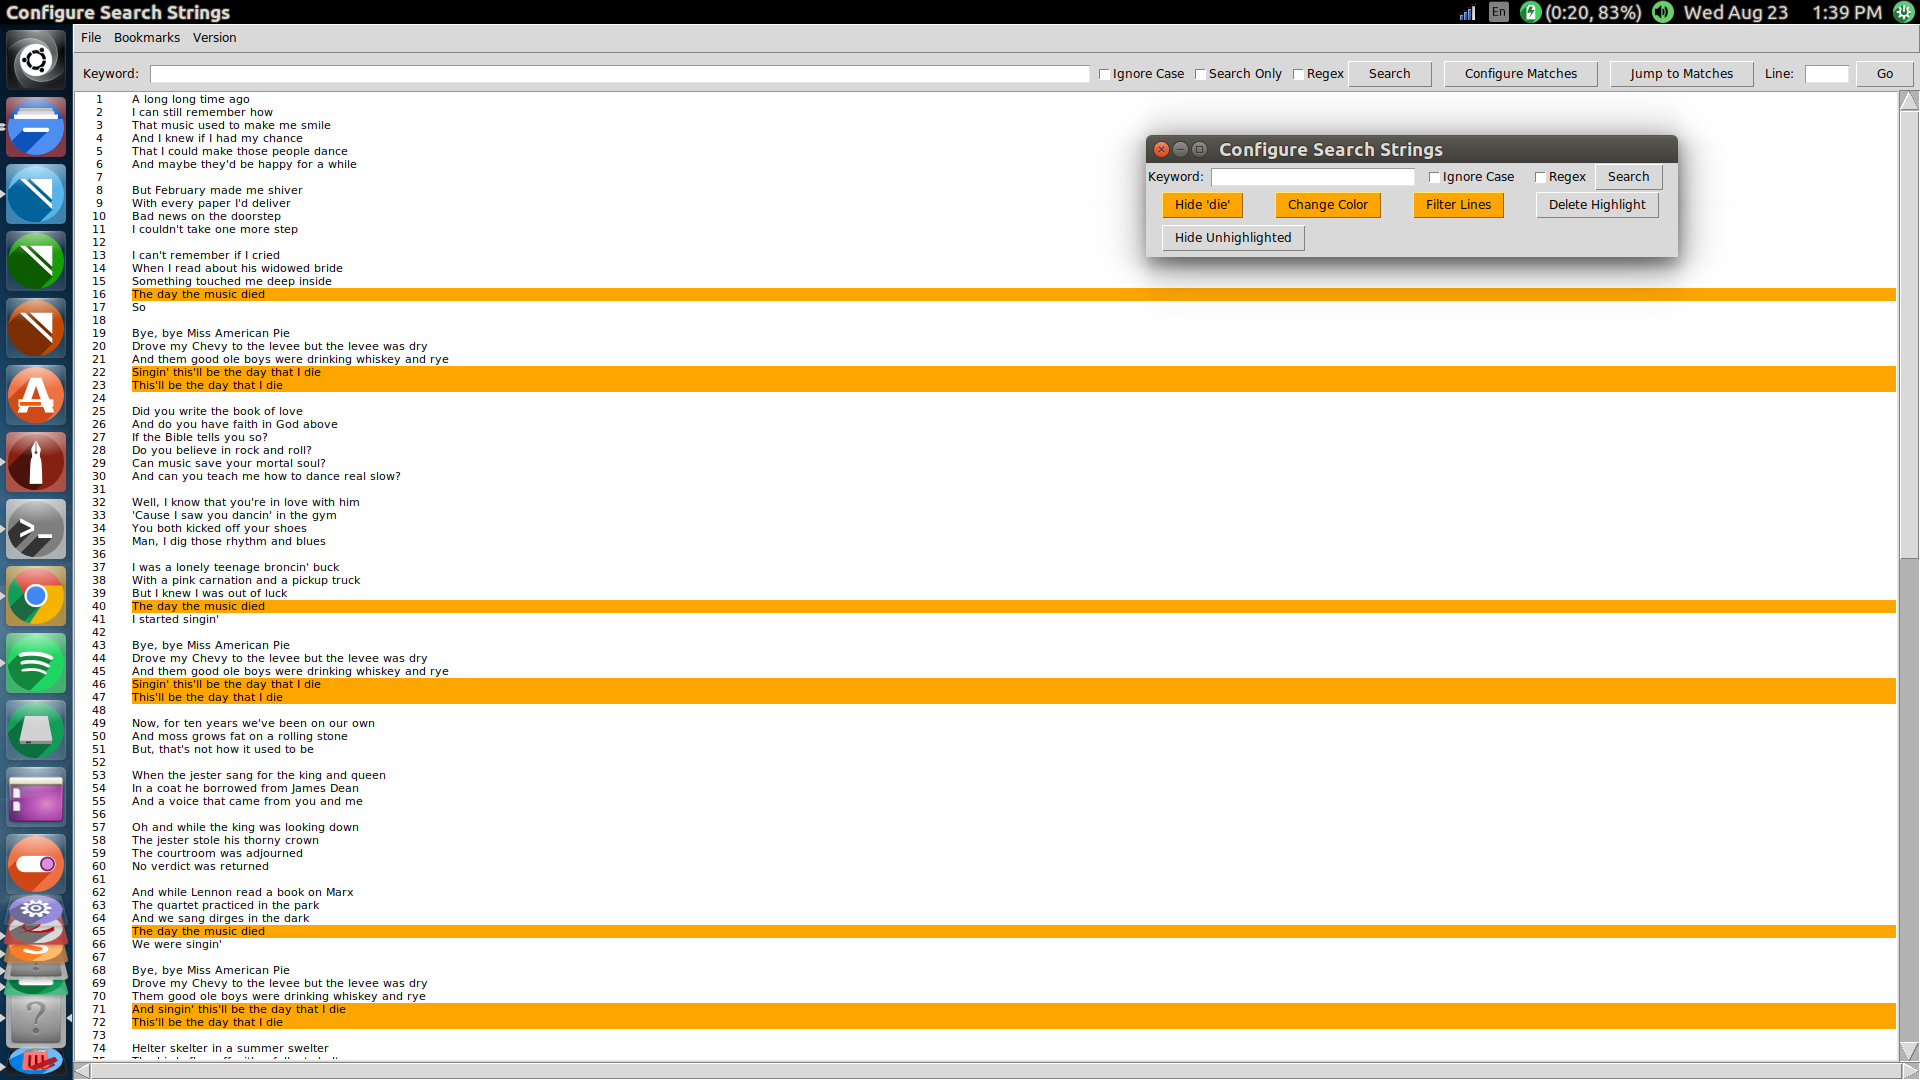 Configure Search Strings
En (0:20, 83%) Wed Aug 23 1:39 PM
File Bookmarks Version
Keyword: Ignore Case Search Only Regex Search Configure Matches Jump to Matches Line: Go
Configure Search Strings
Keyword: Ignore Case Regex Search
Hide 'die' Change Color Filter Lines Delete Highlight
Hide Unhighlighted
1 A long long time ago
2 I can still remember how
3 That music used to make me smile
4 And I knew if I had my chance
5 That I could make those people dance
6 And maybe they'd be happy for a while
7
8 But February made me shiver
9 With every paper I'd deliver
10 Bad news on the doorstep
11 I couldn't take one more step
12
13 I can't remember if I cried
14 When I read about his widowed bride
15 Something touched me deep inside
16 The day the music died
17 So
18
19 Bye, bye Miss American Pie
20 Drove my Chevy to the levee but the levee was dry
21 And them good ole boys were drinking whiskey and rye
22 Singin' this'll be the day that I die
23 This'll be the day that I die
24
25 Did you write the book of love
26 And do you have faith in God above
27 If the Bible tells you so?
28 Do you believe in rock and roll?
29 Can music save your mortal soul?
30 And can you teach me how to dance real slow?
31
32 Well, I know that you're in love with him
33 'Cause I saw you dancin' in the gym
34 You both kicked off your shoes
35 Man, I dig those rhythm and blues
36
37 I was a lonely teenage broncin' buck
38 With a pink carnation and a pickup truck
39 But I knew I was out of luck
40 The day the music died
41 I started singin'
42
43 Bye, bye Miss American Pie
44 Drove my Chevy to the levee but the levee was dry
45 And them good ole boys were drinking whiskey and rye
46 Singin' this'll be the day that I die
47 This'll be the day that I die
48
49 Now, for ten years we've been on our own
50 And moss grows fat on a rolling stone
51 But, that's not how it used to be
52
53 When the jester sang for the king and queen
54 In a coat he borrowed from James Dean
55 And a voice that came from you and me
56
57 Oh and while the king was looking down
58 The jester stole his thorny crown
59 The courtroom was adjourned
60 No verdict was returned
61
62 And while Lennon read a book on Marx
63 The quartet practiced in the park
64 And we sang dirges in the dark
65 The day the music died
66 We were singin'
67
68 Bye, bye Miss American Pie
69 Drove my Chevy to the levee but the levee was dry
70 Them good ole boys were drinking whiskey and rye
71 And singin' this'll be the day that I die
72 This'll be the day that I die
73
74 Helter skelter in a summer swelter